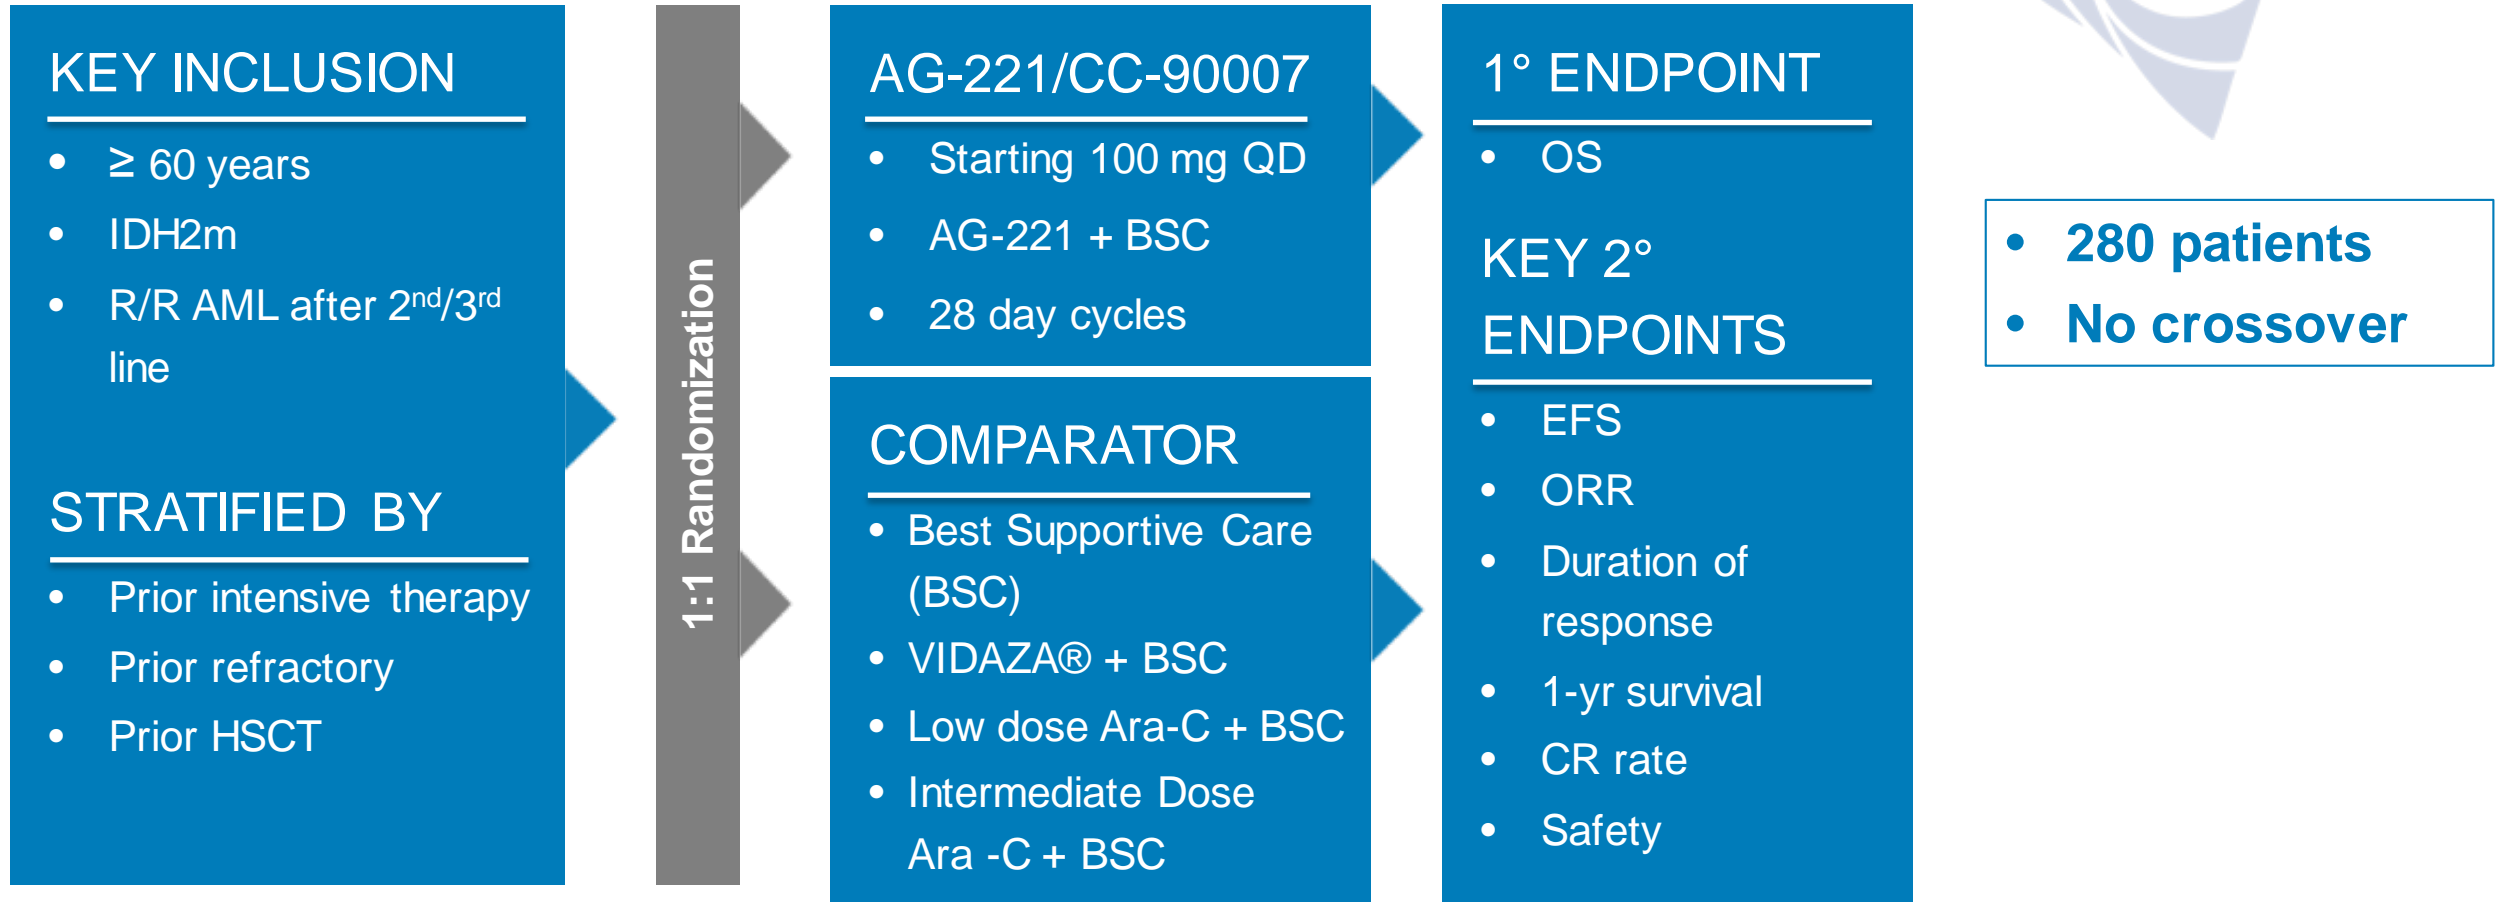 KEY INCLUSION
• ≥ 60 years
• IDH2m
• R/R AML after 2nd/3rd
line
STRATIFIED BY
• Prior intensive therapy
• Prior refractory
• Prior HSCT
1:1 Randomization
AG-221/CC-90007
• Starting 100 mg QD
• AG-221 + BSC
• 28 day cycles
COMPARATOR
• Best Supportive Care
(BSC)
• VIDAZA® + BSC
• Low dose Ara-C + BSC
• Intermediate Dose
Ara -C + BSC
1° ENDPOINT
• OS
KEY 2°
ENDPOINTS
• EFS
• ORR
• Duration of
response
• 1-yr survival
• CR rate
• Safety
• 280 patients
• No crossover